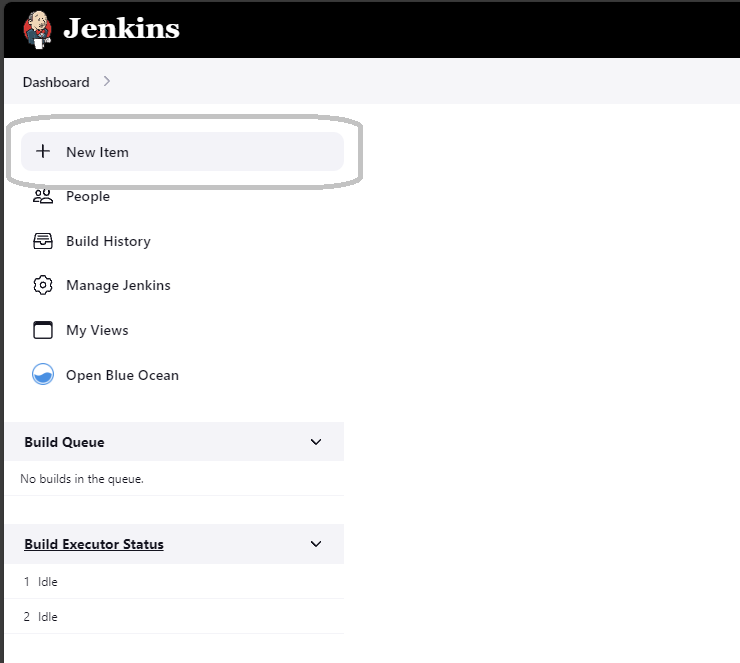 Jenkins
Dashboard
New Item
People
Build History
Manage Jenkins
My Views
Open Blue Ocean
Build Queue
No builds in the queue.
Build Executor Status
1 Idle
2 Idle